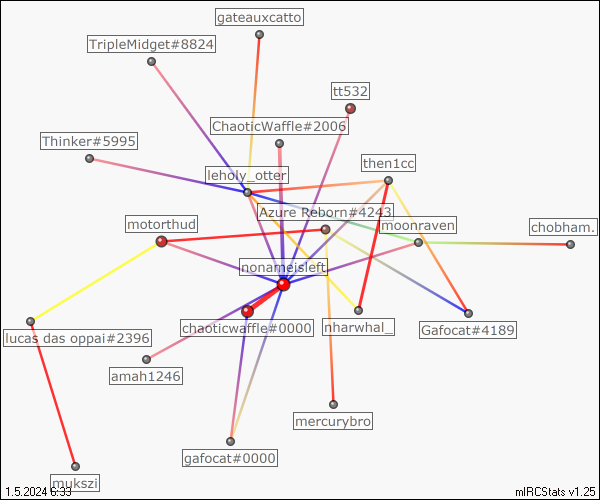 gateauxcatto
TripleMidget#8824
tt532
ChaoticWaffle#2006
Thinker#5995
then1cc
leholy_otter
Azure Reborn#4243
motorthud
moonraven
chobham.
nonameisleft
chaoticwaffle#0000
nharwhal_
Gafocat#4189
lucas das oppai#2396
amah1246
mercurybro
gafocat#0000
mukszi
1.5.2024 6:33
mIRCStats v1.25